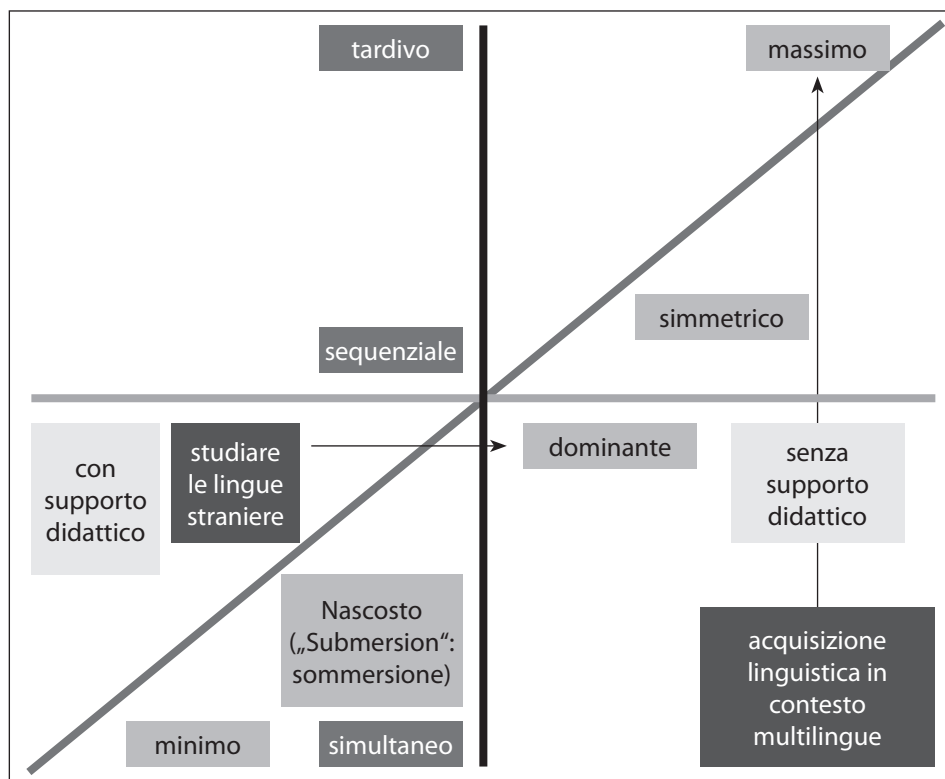 tardivo
massimo
simmetrico
sequenziale
con
supporto
didattico
studiare
le lingue
straniere
dominante
senza
supporto
didattico
Nascosto
(„Submersion“:
sommersione)
acquisizione
linguistica in
contesto
multilingue
minimo
simultaneo